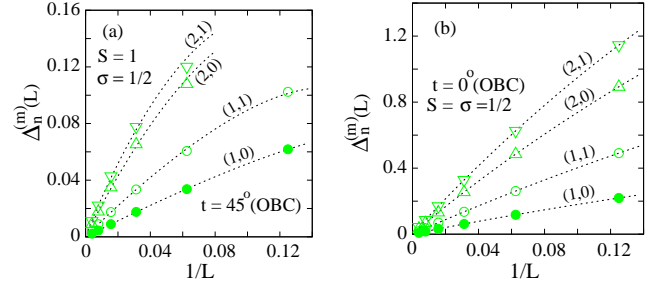 0.16
(a)
S = 1
σ = 1/2
(2,1)
(2,0)
0.12
Δn(m)(L)
0.08
(1,1)
(1,0)
0.04
t = 45o (OBC)
0
0 0.04 0.08 0.12
1/L
(b)
t = 0o (OBC)
S = σ = 1/2
(2,1)
(2,0)
1.2
Δn(m)(L)
0.8
(1,1)
0.4
(1,0)
0
0 0.04 0.08 0.12
1/L